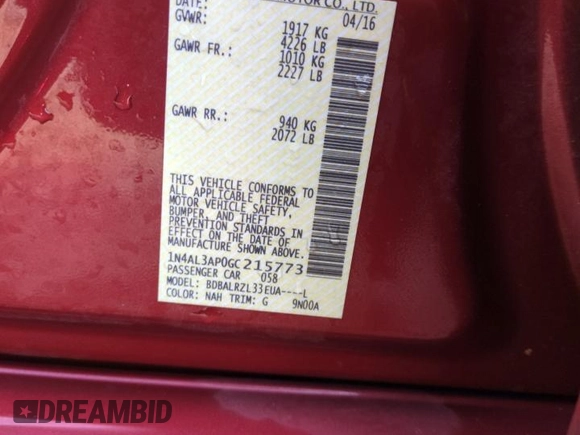 DATE: MOTOR CO., LTD.
GVWR: 04/16
1917 KG
GAWR FR.: 4226 LB
1010 KG
2227 LB
GAWR RR.: 940 KG
2072 LB
THIS VEHICLE CONFORMS TO
ALL APPLICABLE FEDERAL
MOTOR VEHICLE SAFETY,
BUMPER, AND THEFT
PREVENTION STANDARDS IN
EFFECT ON THE DATE OF
MANUFACTURE SHOWN ABOVE.
1N4AL3AP0GC215773
PASSENGER CAR 058
MODEL: BDBALRZL33EUA----L
COLOR: NAH TRIM: G 9N00A
DREAMBID